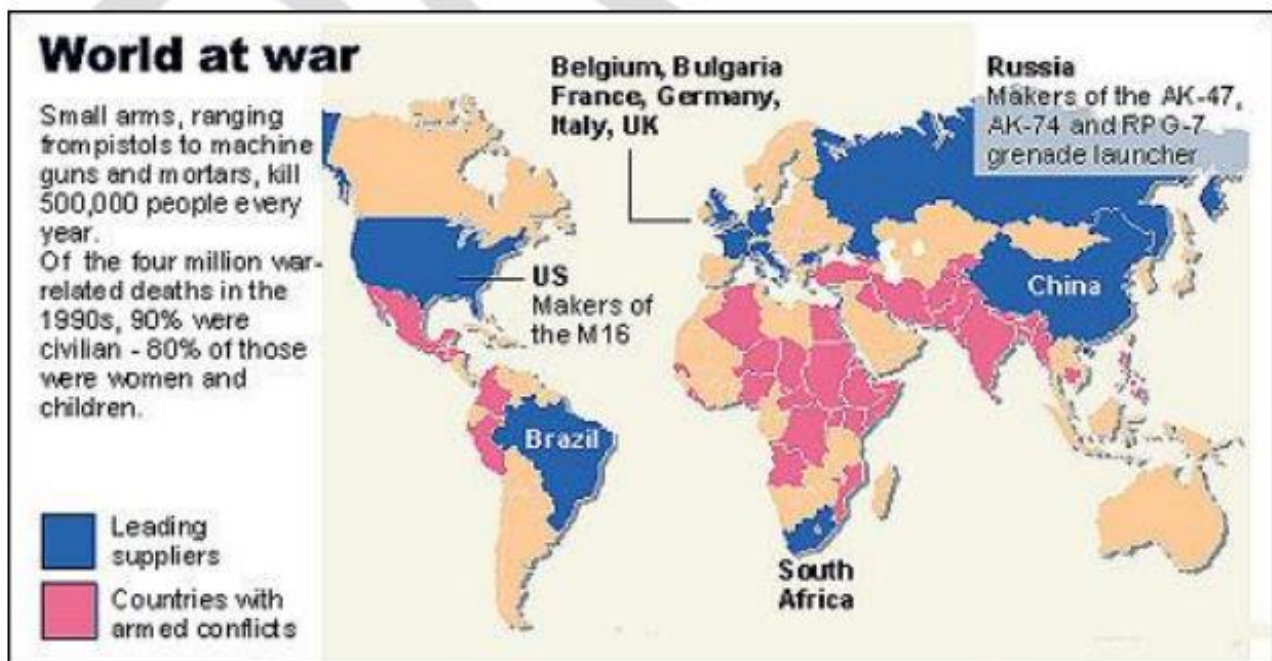 World at war
Small arms, ranging
frompistols to machine
guns and mortars, kill
500,000 people every
year.
Of the four million war-
related deaths in the
1990s, 90% were
civilian - 80% of those
were women and
children.
Leading
suppliers
Countries with
armed conflicts
Belgium, Bulgaria
France, Germany,
Italy, UK
Russia
Makers of the AK-47,
AK-74 and RPG-7
grenade launcher
US
Makers of
the M16
China
Brazil
South
Africa